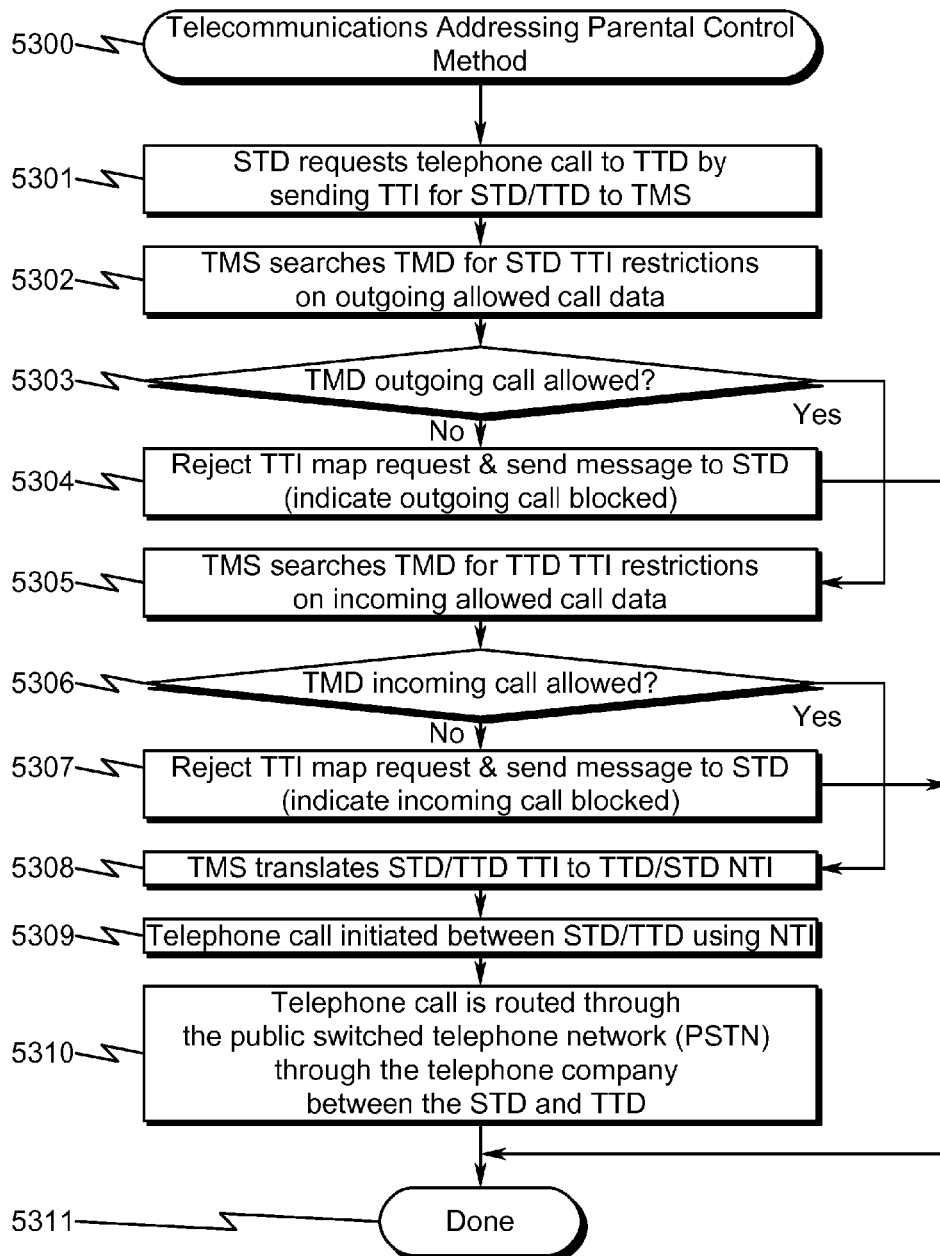 5300
Telecommunications Addressing Parental Control
Method
5301
STD requests telephone call to TTD by
sending TTI for STD/TTD to TMS
5302
TMS searches TMD for STD TTI restrictions
on outgoing allowed call data
5303
TMD outgoing call allowed?
Yes
No
5304
Reject TTI map request & send message to STD
(indicate outgoing call blocked)
5305
TMS searches TMD for TTD TTI restrictions
on incoming allowed call data
5306
TMD incoming call allowed?
Yes
No
5307
Reject TTI map request & send message to STD
(indicate incoming call blocked)
5308
TMS translates STD/TTD TTI to TTD/STD NTI
5309
Telephone call initiated between STD/TTD using NTI
5310
Telephone call is routed through
the public switched telephone network (PSTN)
through the telephone company
between the STD and TTD
5311
Done